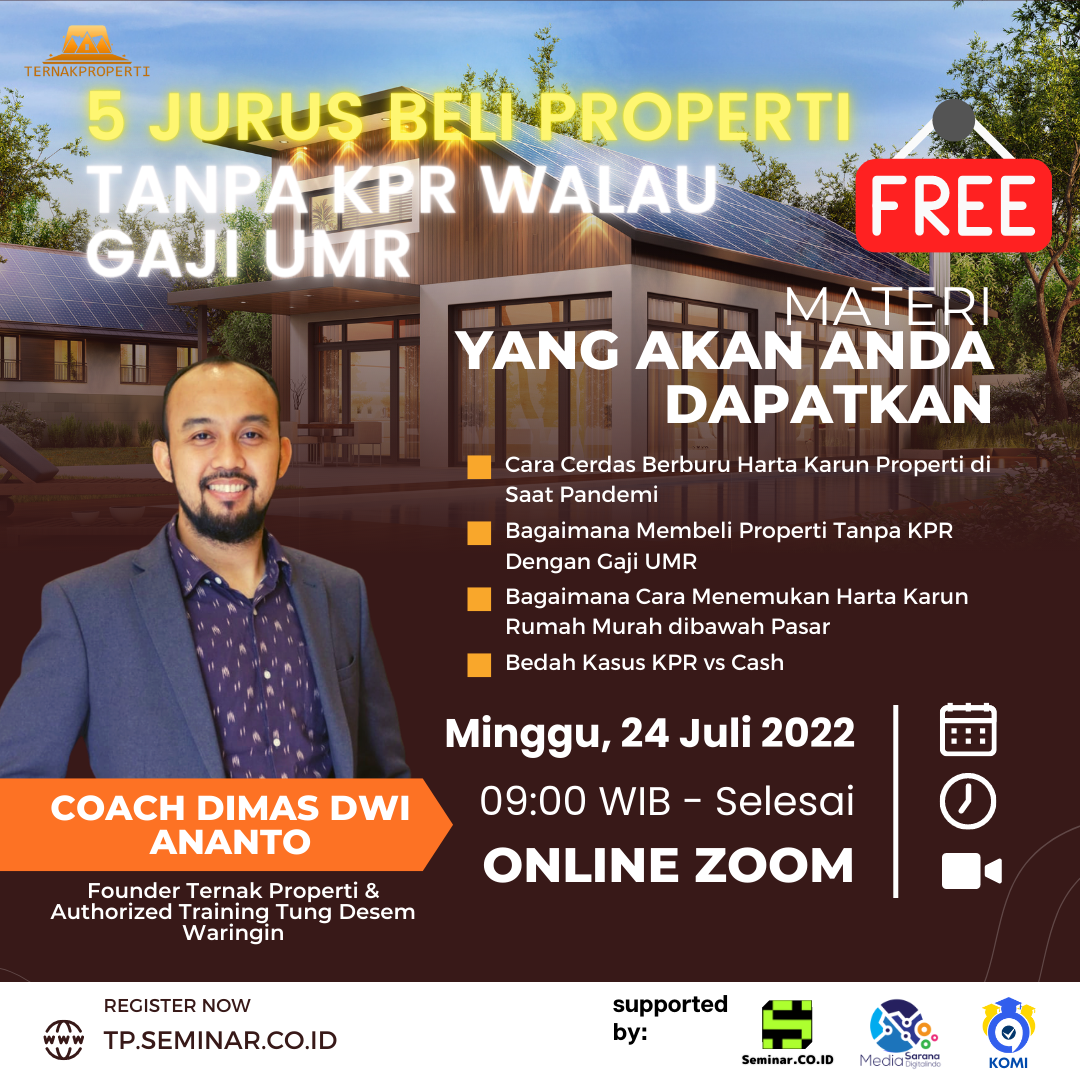 TERNAKPROPERTI
5 JURUS BELI PROPERTI
TANPA KPR WALAU
GAJI UMR
FREE
MATERI
YANG AKAN ANDA
DAPATKAN
Cara Cerdas Berburu Harta Karun Properti di
Saat Pandemi
Bagaimana Membeli Properti Tanpa KPR
Dengan Gaji UMR
Bagaimana Cara Menemukan Harta Karun
Rumah Murah dibawah Pasar
Bedah Kasus KPR vs Cash
Minggu, 24 Juli 2022
09:00 WIB - Selesai
ONLINE ZOOM
COACH DIMAS DWI
ANANTO
Founder Ternak Properti &
Authorized Training Tung Desem
Waringin
REGISTER NOW
WWW
TP.SEMINAR.CO.ID
supported
by:
Seminar.CO.ID
Media Sarana
Digitalindo
KOMI